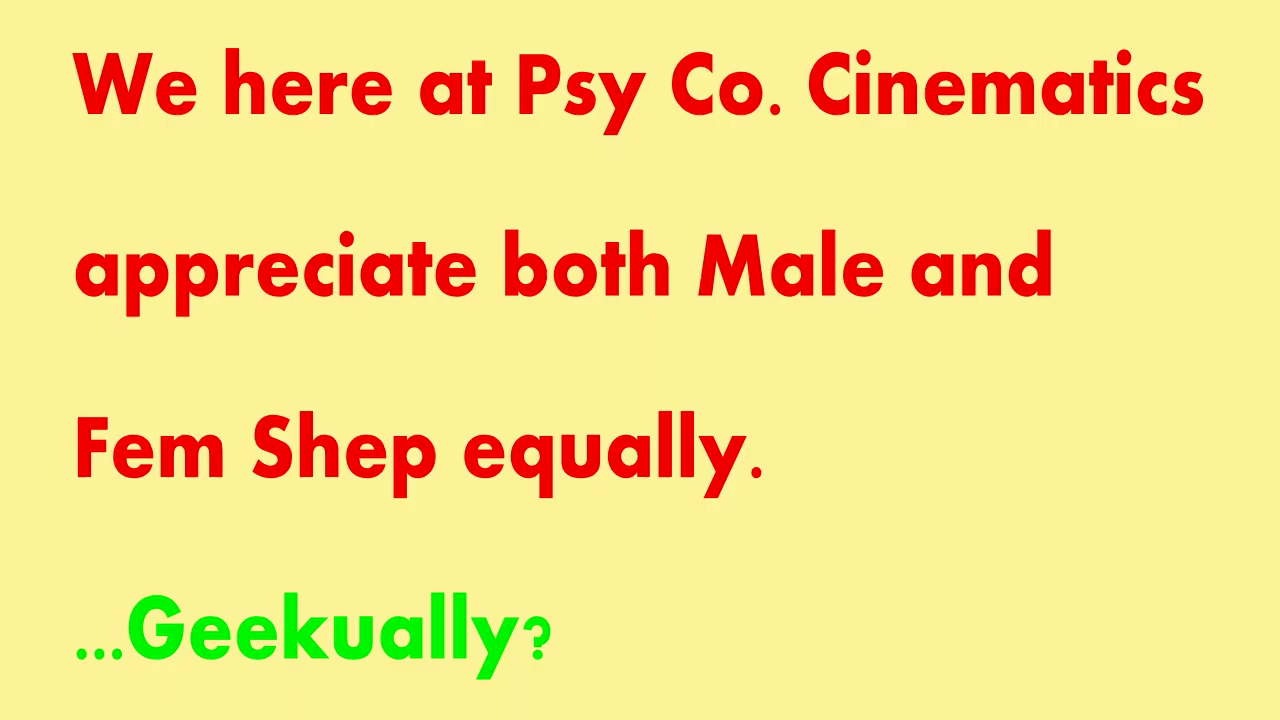 We here at Psy Co. Cinematics
appreciate both Male and
Fem Shep equally.
...Geekually?